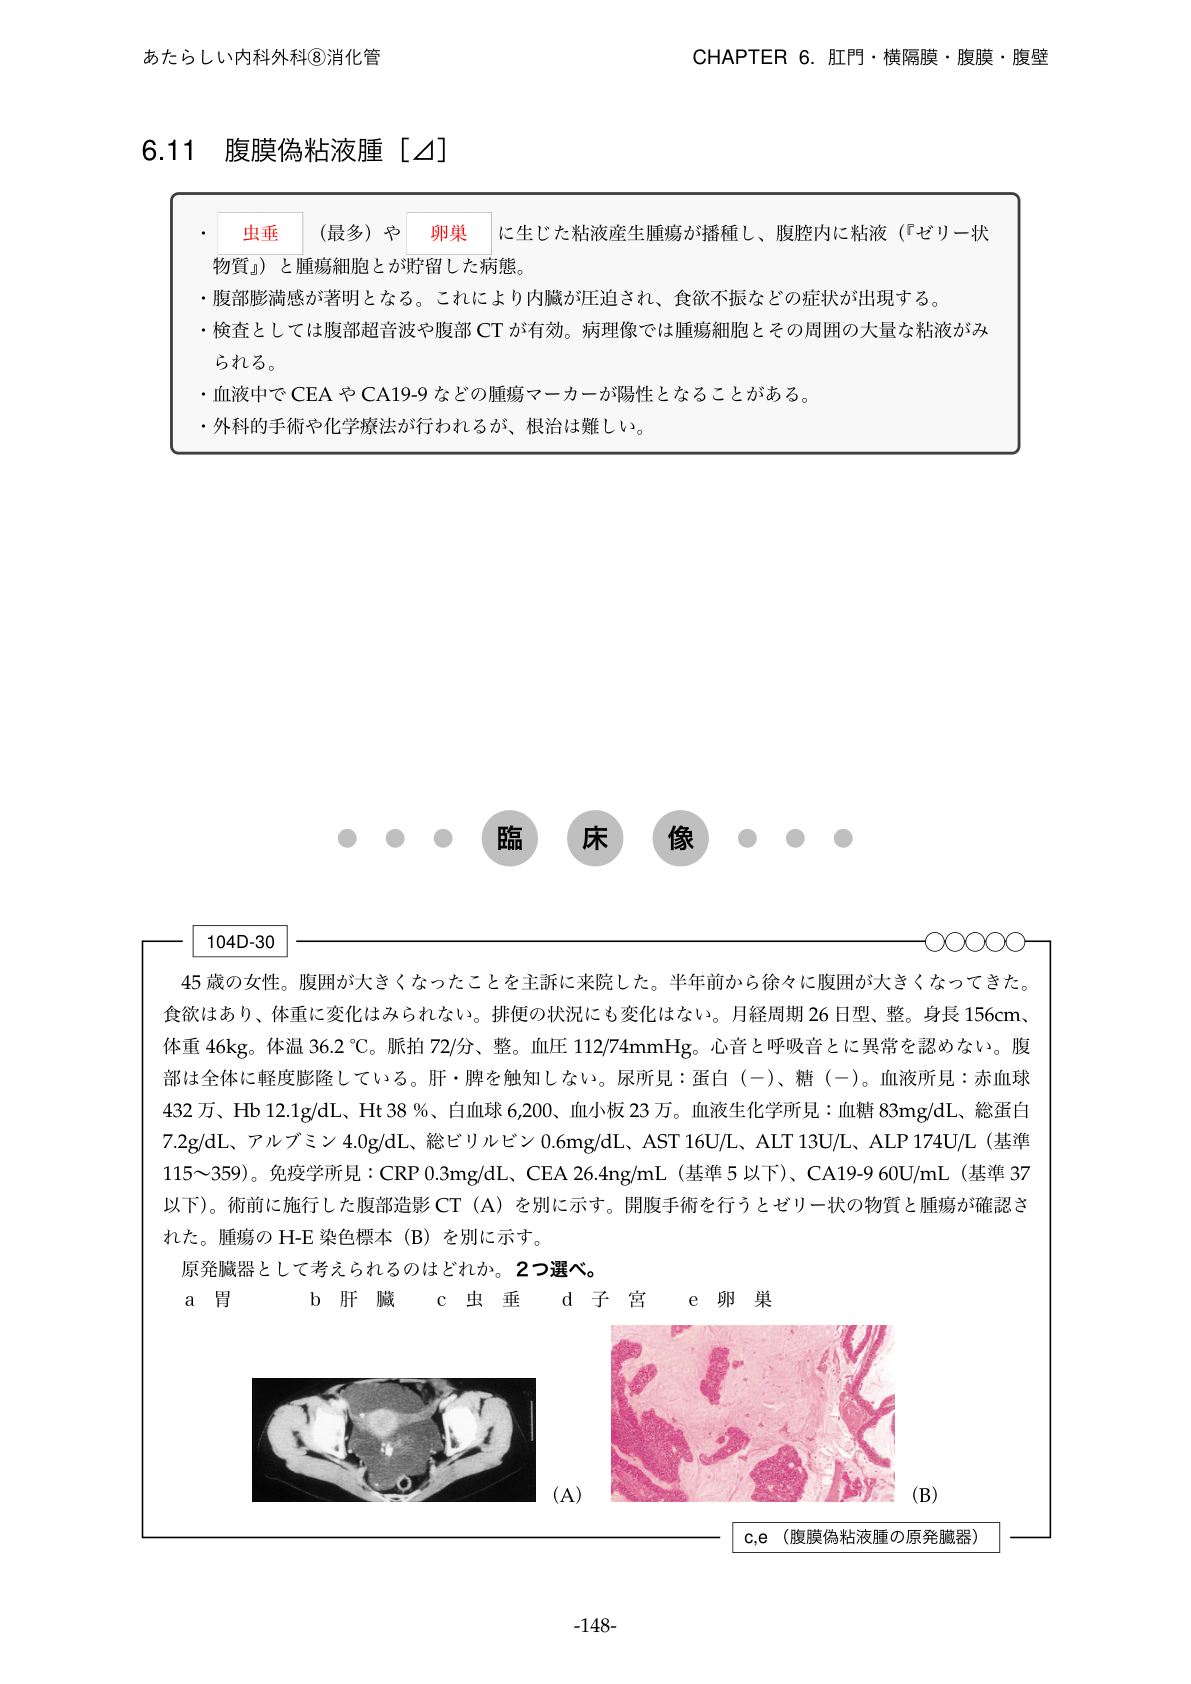 あたらしい内科外科⑧消化管
CHAPTER 6. 肛門・横隔膜・腹膜・腹壁
6.11 腹膜偽粘液腫［⊿］
・ 虫垂 （最多）や 卵巣 に生じた粘液産生腫瘍が播種し、腹腔内に粘液（『ゼリー状
物質』）と腫瘍細胞とが貯留した病態。
・腹部膨満感が著明となる。これにより内臓が圧迫され、食欲不振などの症状が出現する。
・検査としては腹部超音波や腹部 CT が有効。病理像では腫瘍細胞とその周囲の大量な粘液がみ
られる。
・血液中で CEA や CA19-9 などの腫瘍マーカーが陽性となることがある。
・外科的手術や化学療法が行われるが、根治は難しい。
臨 床 像
104D-30
45 歳の女性。腹囲が大きくなったことを主訴に来院した。半年前から徐々に腹囲が大きくなってきた。
食欲はあり、体重に変化はみられない。排便の状況にも変化はない。月経周期 26 日型、整。身長 156cm、
体重 46kg。体温 36.2 ℃。脈拍 72/分、整。血圧 112/74mmHg。心音と呼吸音とに異常を認めない。腹
部は全体に軽度膨隆している。肝・脾を触知しない。尿所見：蛋白（－）、糖（－）。血液所見：赤血球
432 万、Hb 12.1g/dL、Ht 38 %、白血球 6,200、血小板 23 万。血液生化学所見：血糖 83mg/dL、総蛋白
7.2g/dL、アルブミン 4.0g/dL、総ビリルビン 0.6mg/dL、AST 16U/L、ALT 13U/L、ALP 174U/L（基準
115〜359）。免疫学所見：CRP 0.3mg/dL、CEA 26.4ng/mL（基準 5 以下）、CA19-9 60U/mL（基準 37
以下）。術前に施行した腹部造影 CT（A）を別に示す。開腹手術を行うとゼリー状の物質と腫瘍が確認さ
れた。腫瘍の H-E 染色標本（B）を別に示す。
原発臓器として考えられるのはどれか。2つ選べ。
a 胃 b 肝 臓 c 虫 垂 d 子 宮 e 卵 巣
（A）
（B）
c,e （腹膜偽粘液腫の原発臓器）
-148-